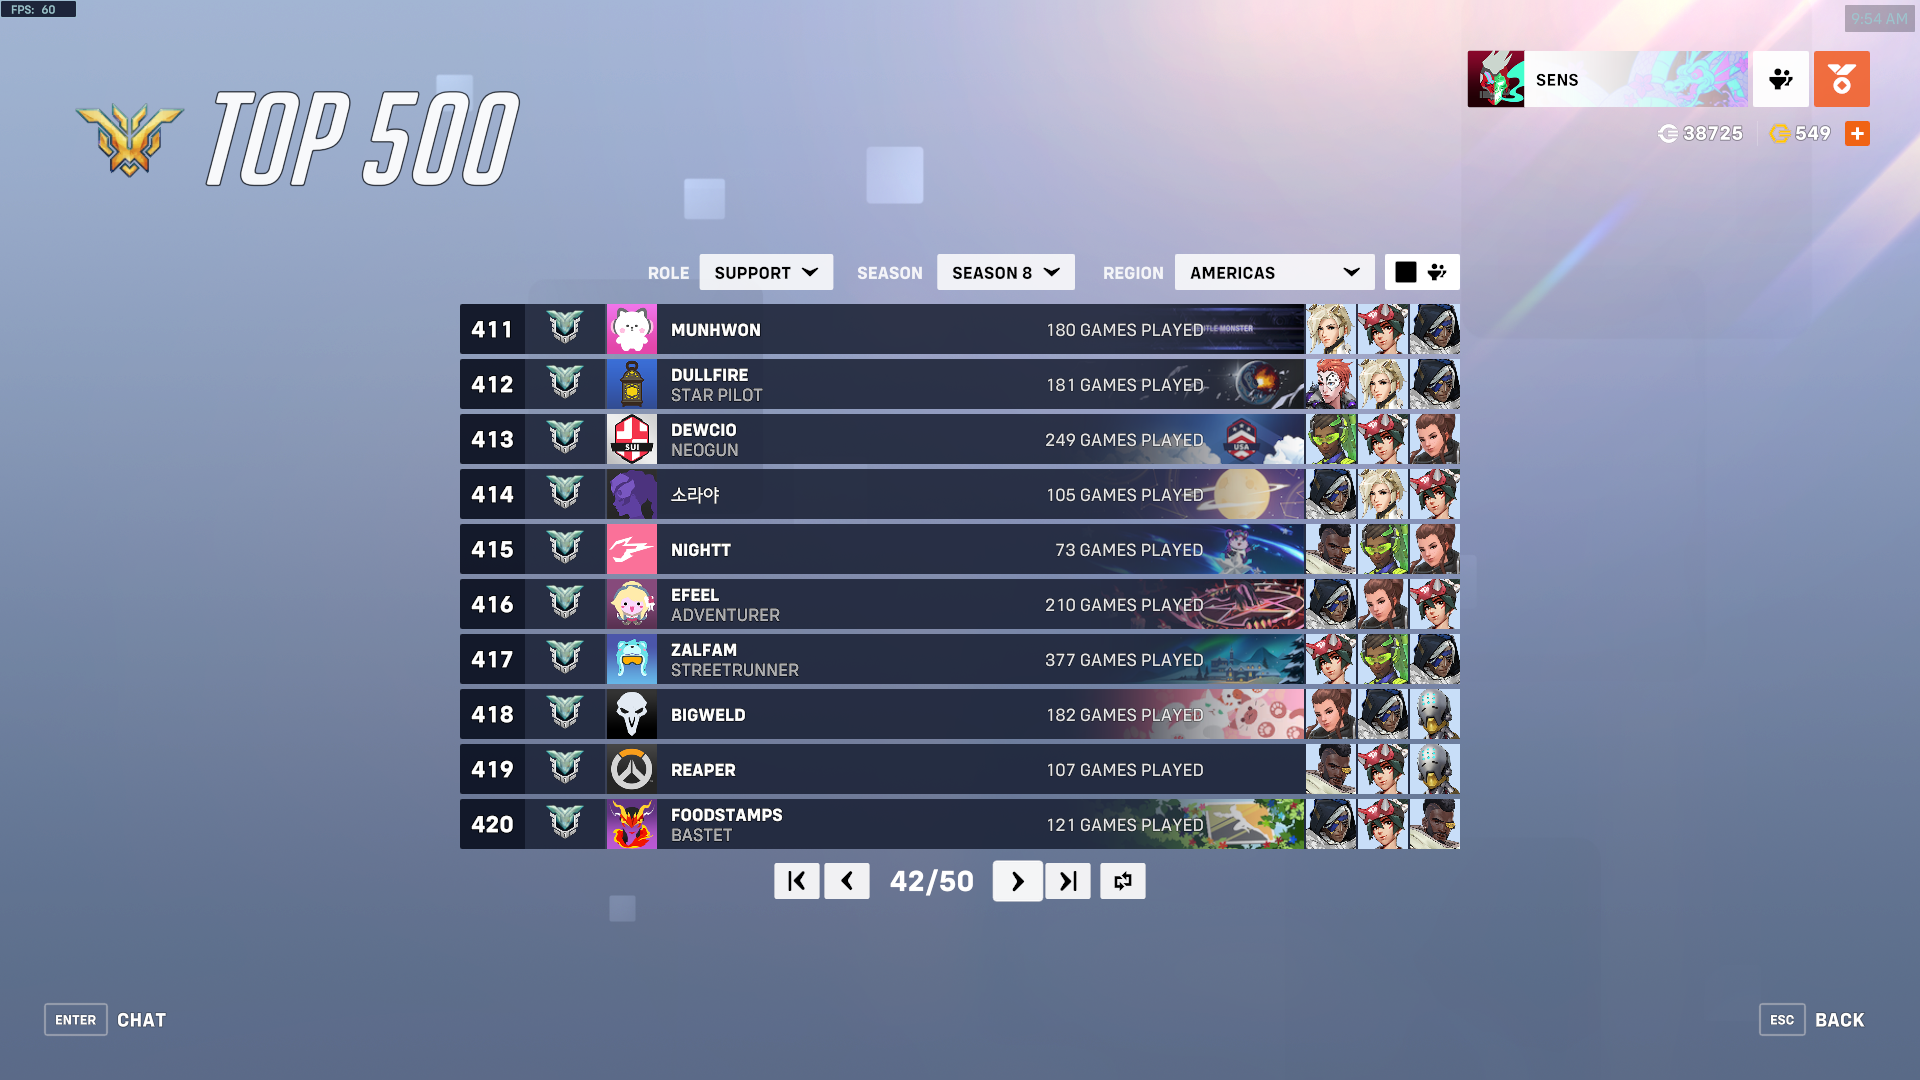 FPS: 60
9:54 AM
TOP 500
SENS
38725
549
ROLE SUPPORT SEASON SEASON 8 REGION AMERICAS
411 MUNHWON 180 GAMES PLAYED
412 DULLFIRE 181 GAMES PLAYED
STAR PILOT
413 SUI DEWCIO 249 GAMES PLAYED USA
NEOGUN
414 소라야 105 GAMES PLAYED
415 NIGHTT 73 GAMES PLAYED
416 EFEEL 210 GAMES PLAYED
ADVENTURER
417 ZALFAM 377 GAMES PLAYED
STREETRUNNER
418 BIGWELD 182 GAMES PLAYED
419 REAPER 107 GAMES PLAYED
420 FOODSTAMPS 121 GAMES PLAYED
BASTET
42/50
ENTER CHAT
ESC BACK